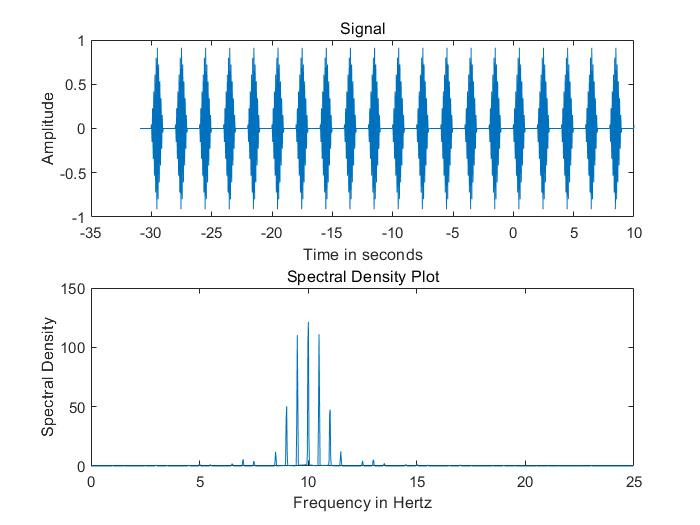 Signal
1
0.5
0
-0.5
-1
Amplitude
-35 -30 -25 -20 -15 -10 -5 0 5 10
Time in seconds
Spectral Density Plot
150
100
50
0
Spectral Density
0 5 10 15 20 25
Frequency in Hertz